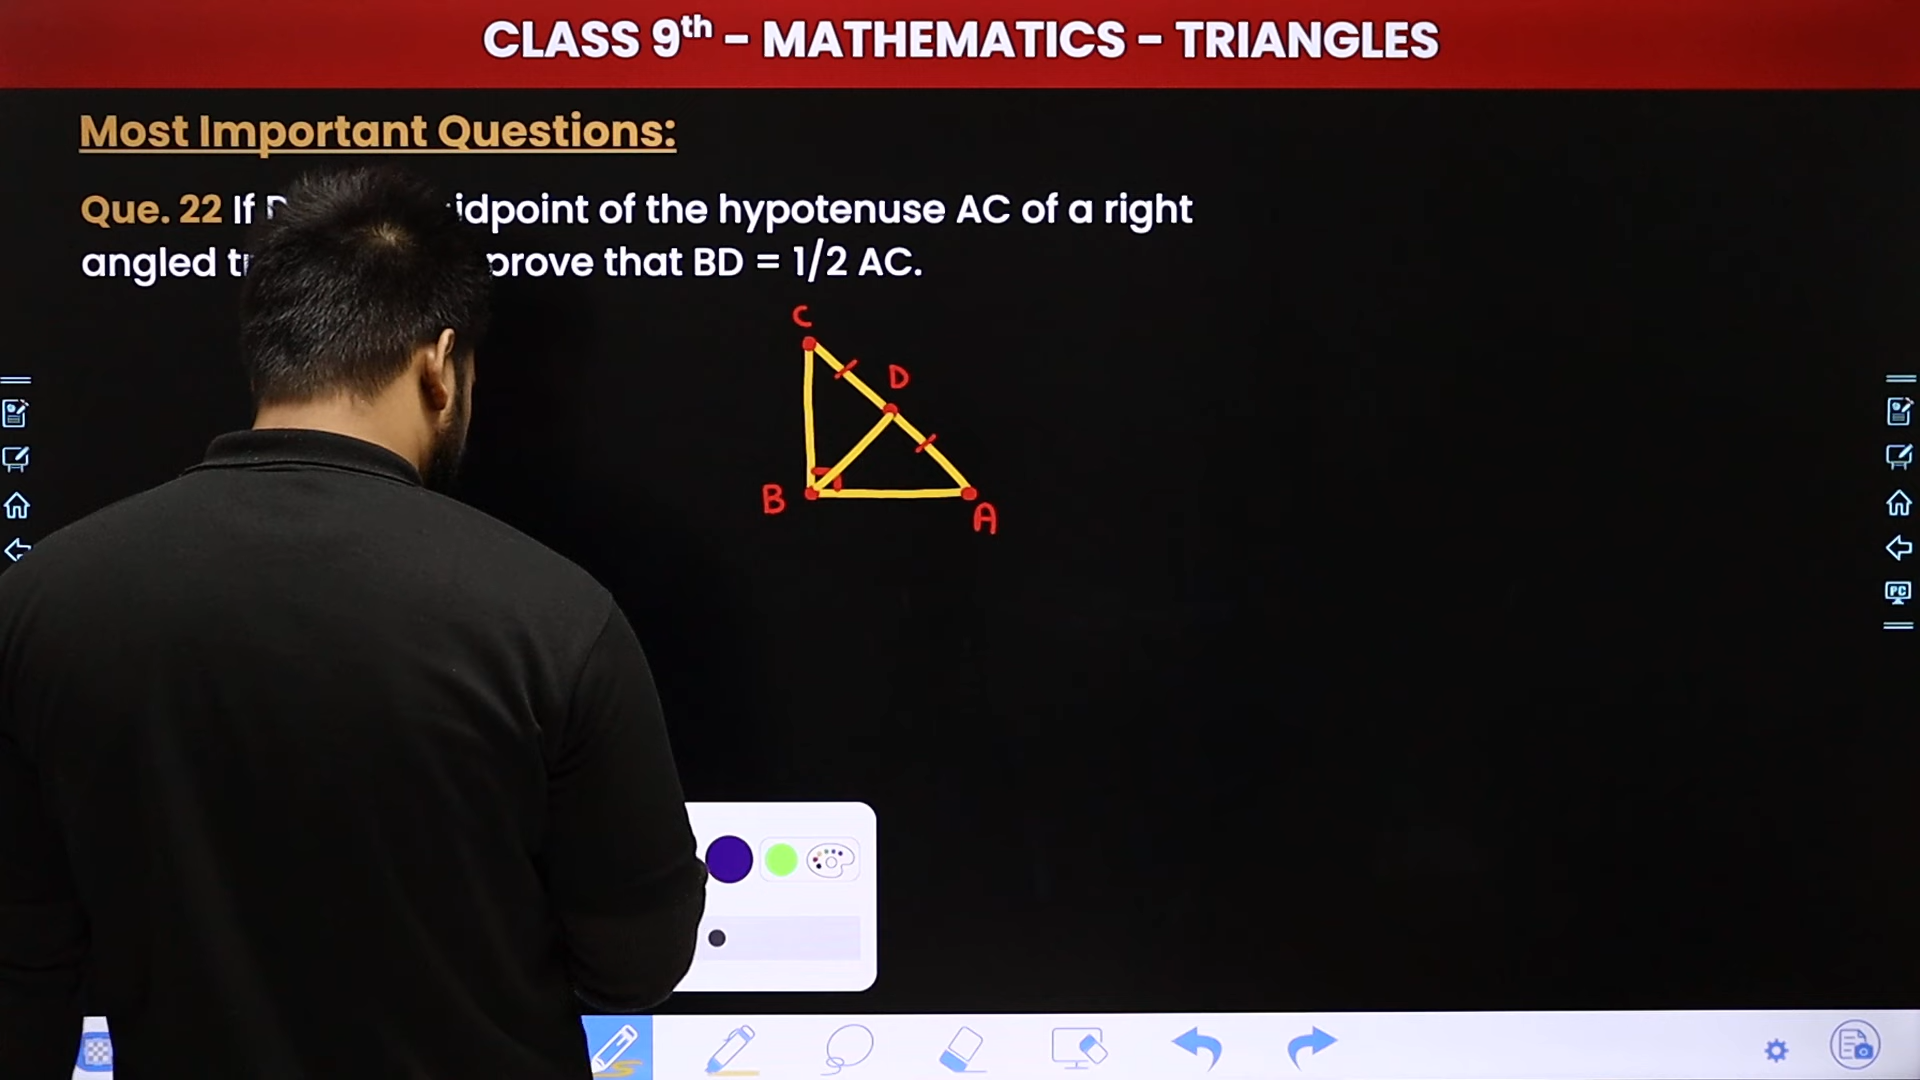 CLASS 9th - MATHEMATICS - TRIANGLES
Most Important Questions:
Que. 22 If of the hypotenuse AC of a right
angled prove that BD = 1/2 AC.
C
D
B
A
PC